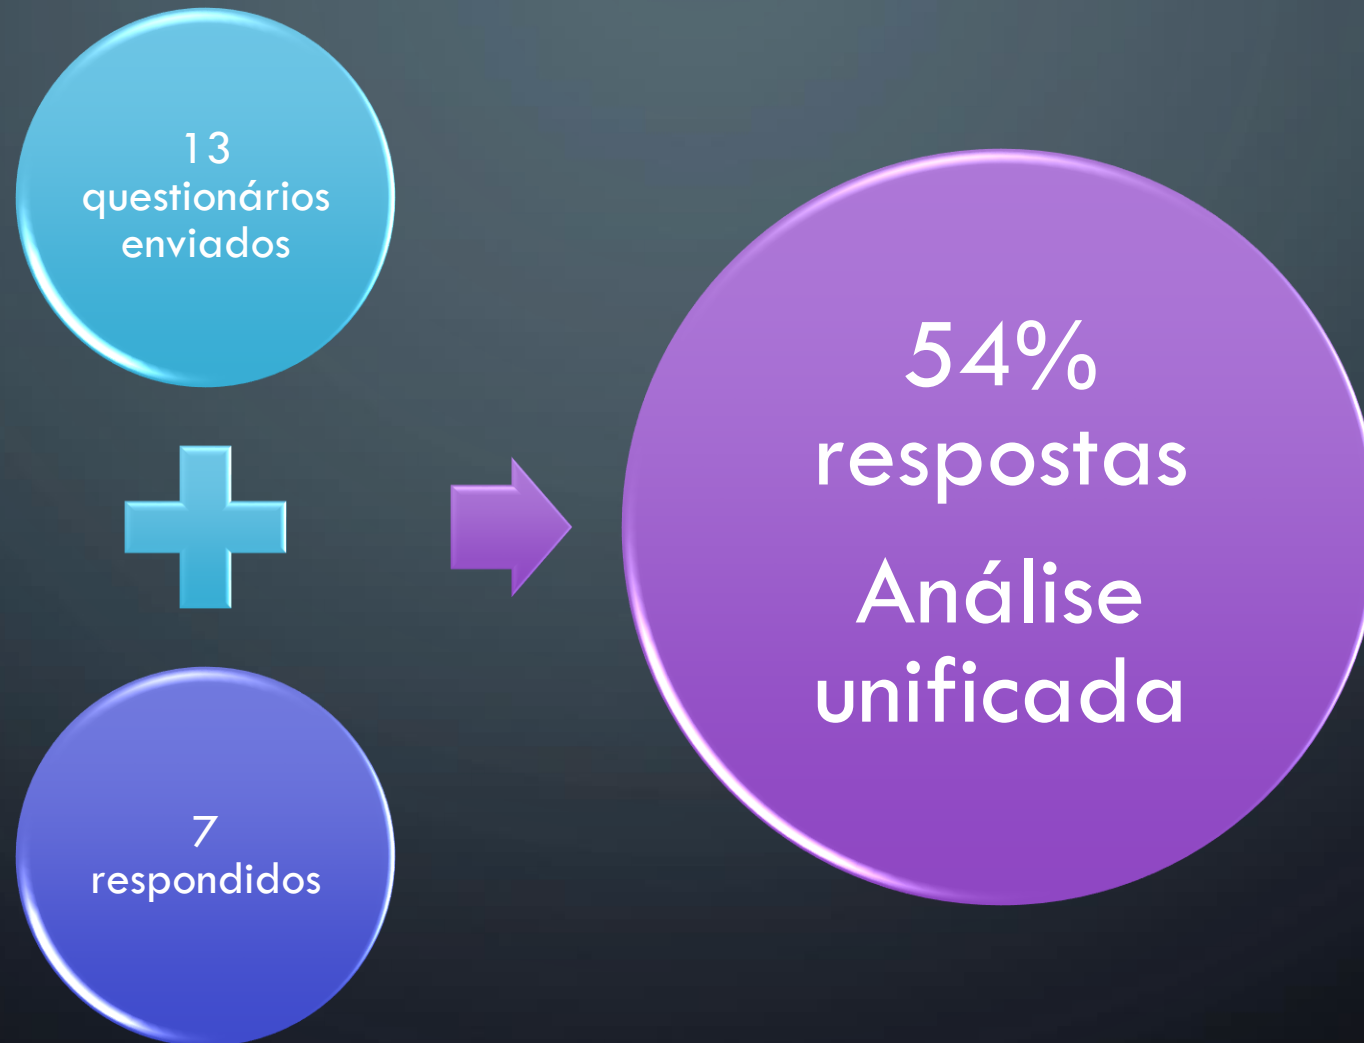 13
questionários
enviados
7
respondidos
54%
respostas
Análise
unificada